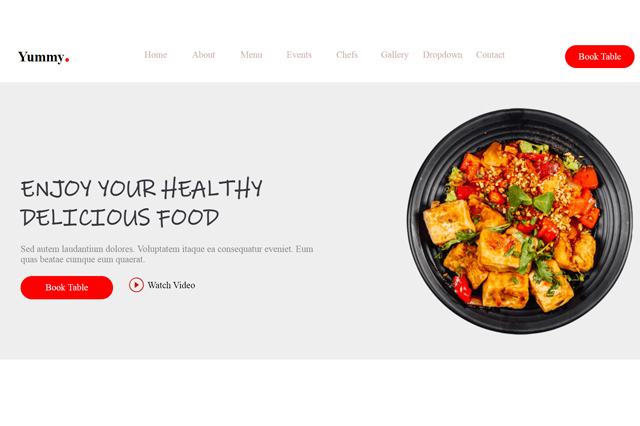 Yummy.
Home About Menu Events Chefs Gallery Dropdown Contact
Book Table
ENJOY YOUR HEALTHY
DELICIOUS FOOD
Sed autem laudantium dolores. Voluptatem itaque ea consequatur eveniet. Eum
quas beatae cumque eum quaerat.
Book Table
Watch Video